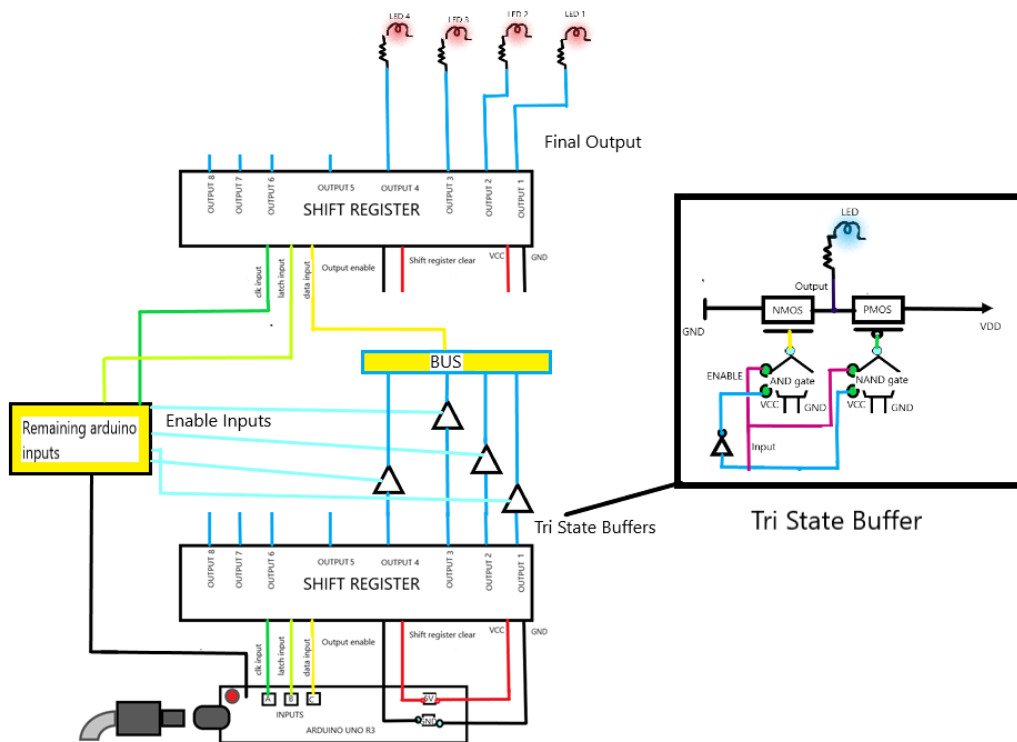 LED 4
LED 3
LED 2
LED 1
Final Output
OUTPUT 8
OUTPUT 7
OUTPUT 6
OUTPUT 5
OUTPUT 4
OUTPUT 3
OUTPUT 2
OUTPUT 1
SHIFT REGISTER
clk input
latch input
data input
Output enable
Shift register clear
VCC
GND
BUS
Remaining arduino
inputs
Enable Inputs
Tri State Buffers
OUTPUT 8
OUTPUT 7
OUTPUT 6
OUTPUT 5
OUTPUT 4
OUTPUT 3
OUTPUT 2
OUTPUT 1
SHIFT REGISTER
clk input
latch input
data input
Output enable
Shift register clear
VCC
GND
A
B
C
5V
GND
INPUTS
ARDUINO UNO R3
LED
Output
NMOS
PMOS
GND
VDD
ENABLE
AND gate
NAND gate
VCC
GND
VCC
GND
Input
Tri State Buffer